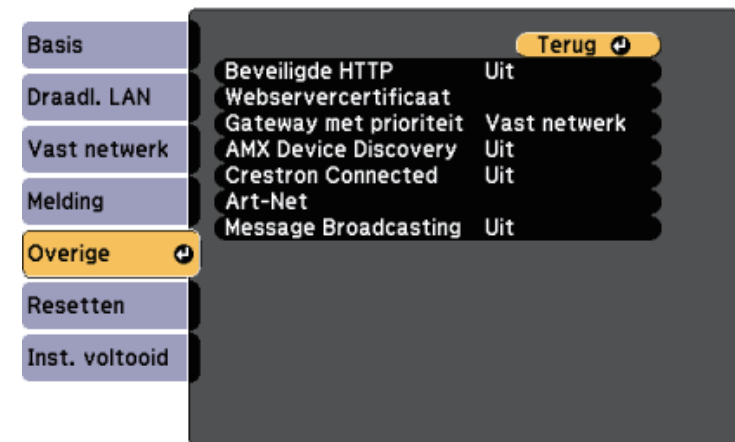 Basis
Draadl. LAN
Vast netwerk
Melding
Overige
Resetten
Inst. voltooid
Terug
Beveiligde HTTP Uit
Webservercertificaat
Gateway met prioriteit Vast netwerk
AMX Device Discovery Uit
Crestron Connected Uit
Art-Net
Message Broadcasting Uit